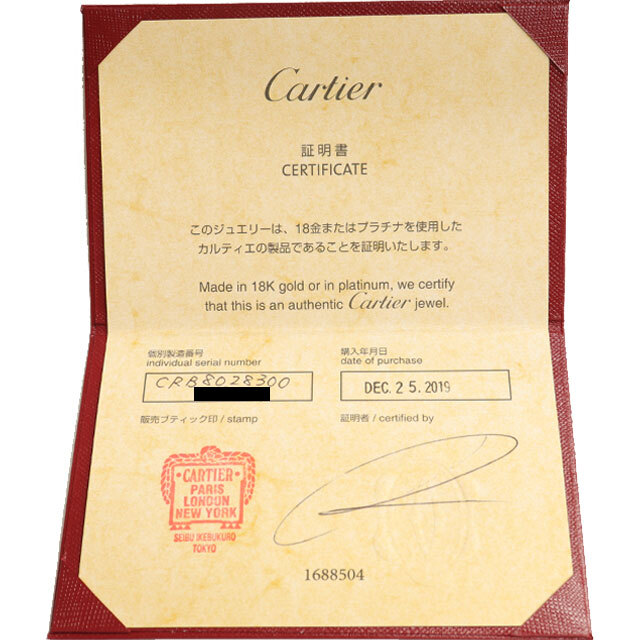 Cartier
証明書
CERTIFICATE
このジュエリーは、18金またはプラチナを使用した
カルティエの製品であることを証明いたします。
Made in 18K gold or in platinum, we certify
that this is an authentic Cartier jewel.
個別製造番号
individual serial number
CRB8028300
購入年月日
date of purchase
DEC. 25. 2019
販売ブティック印 / stamp
証明者 / certified by
CARTIER
PARIS
LONDON
NEW YORK
SEIBU IKEBUKURO
TOKYO
1688504